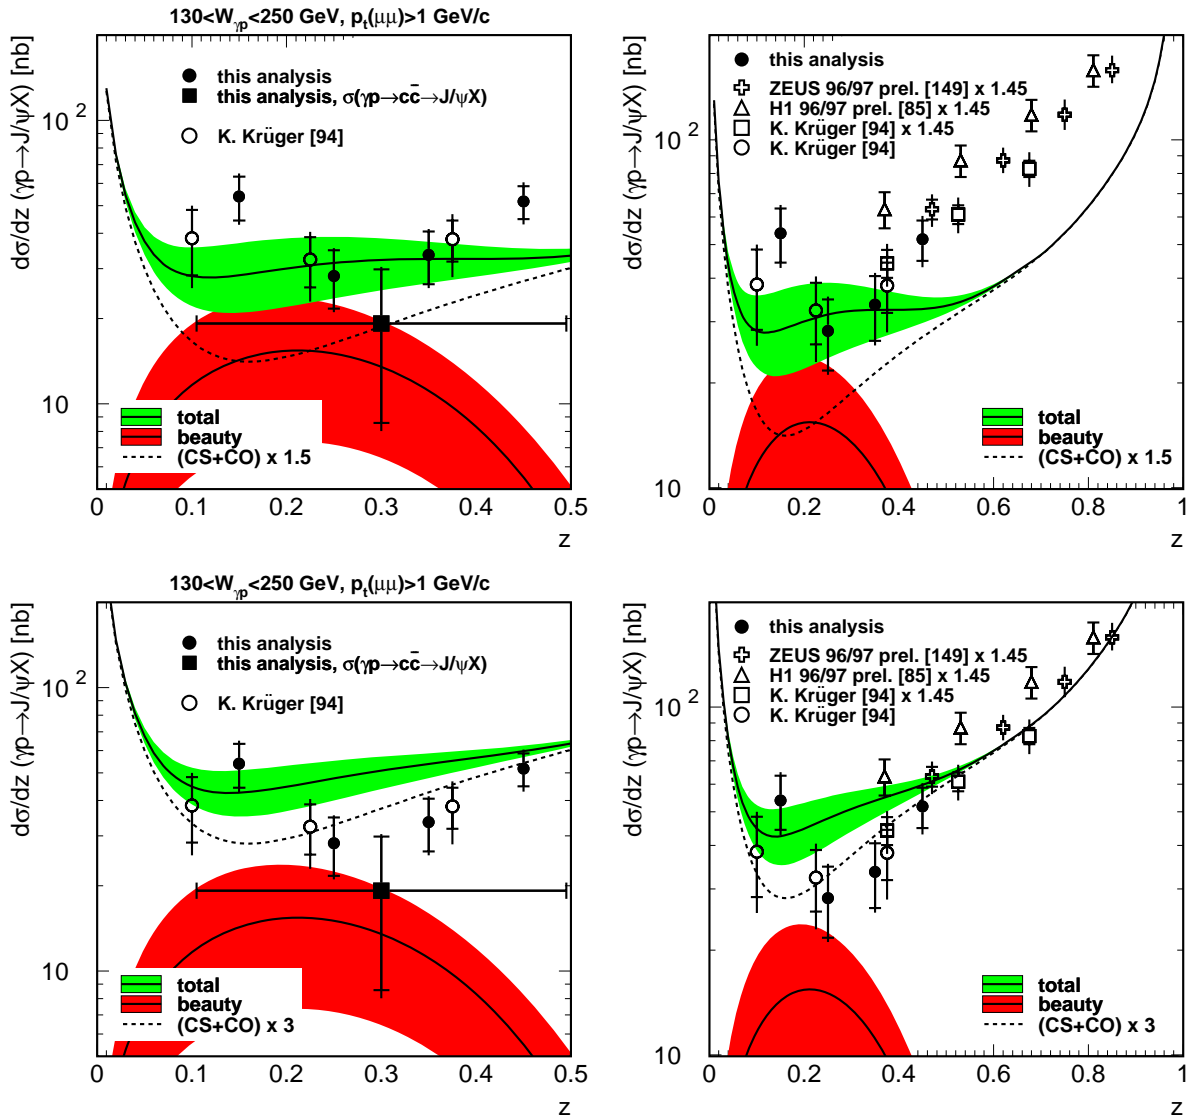 130<Wγp<250 GeV, pt(μμ)>1 GeV/c
dσ/dz (γp→J/ψX) [nb]
10 2
10
this analysis
this analysis, σ(γp→cc̄→J/ψX)
K. Krüger [94]
total
beauty
(CS+CO) x 1.5
0 0.1 0.2 0.3 0.4 0.5
z
dσ/dz (γp→J/ψX) [nb]
10 2
10
this analysis
ZEUS 96/97 prel. [149] x 1.45
H1 96/97 prel. [85] x 1.45
K. Krüger [94] x 1.45
K. Krüger [94]
total
beauty
(CS+CO) x 1.5
0 0.2 0.4 0.6 0.8 1
z
130<Wγp<250 GeV, pt(μμ)>1 GeV/c
dσ/dz (γp→J/ψX) [nb]
10 2
10
this analysis
this analysis, σ(γp→cc̄→J/ψX)
K. Krüger [94]
total
beauty
(CS+CO) x 3
0 0.1 0.2 0.3 0.4 0.5
z
dσ/dz (γp→J/ψX) [nb]
10 2
10
this analysis
ZEUS 96/97 prel. [149] x 1.45
H1 96/97 prel. [85] x 1.45
K. Krüger [94] x 1.45
K. Krüger [94]
total
beauty
(CS+CO) x 3
0 0.2 0.4 0.6 0.8 1
z